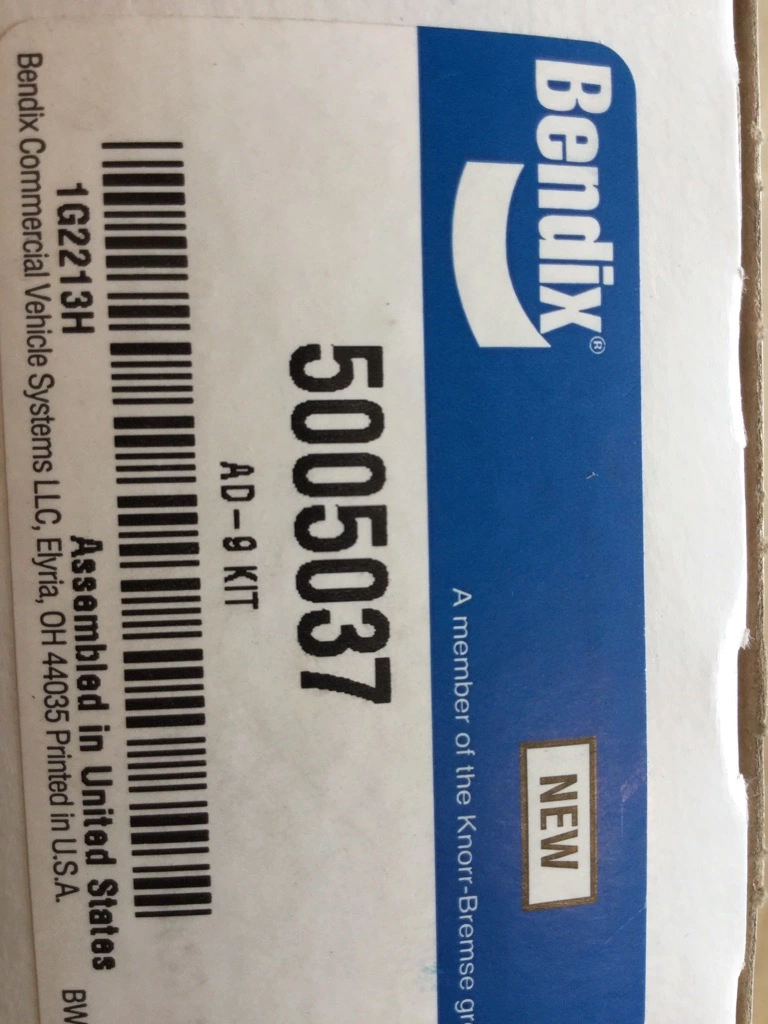 Bendix®
A member of the Knorr-Bremse
NEW
5005037
AD-9 KIT
1G2213H
Assembled in United States
Bendix Commercial Vehicle Systems LLC, Elyria, OH 44035 Printed in U.S.A.